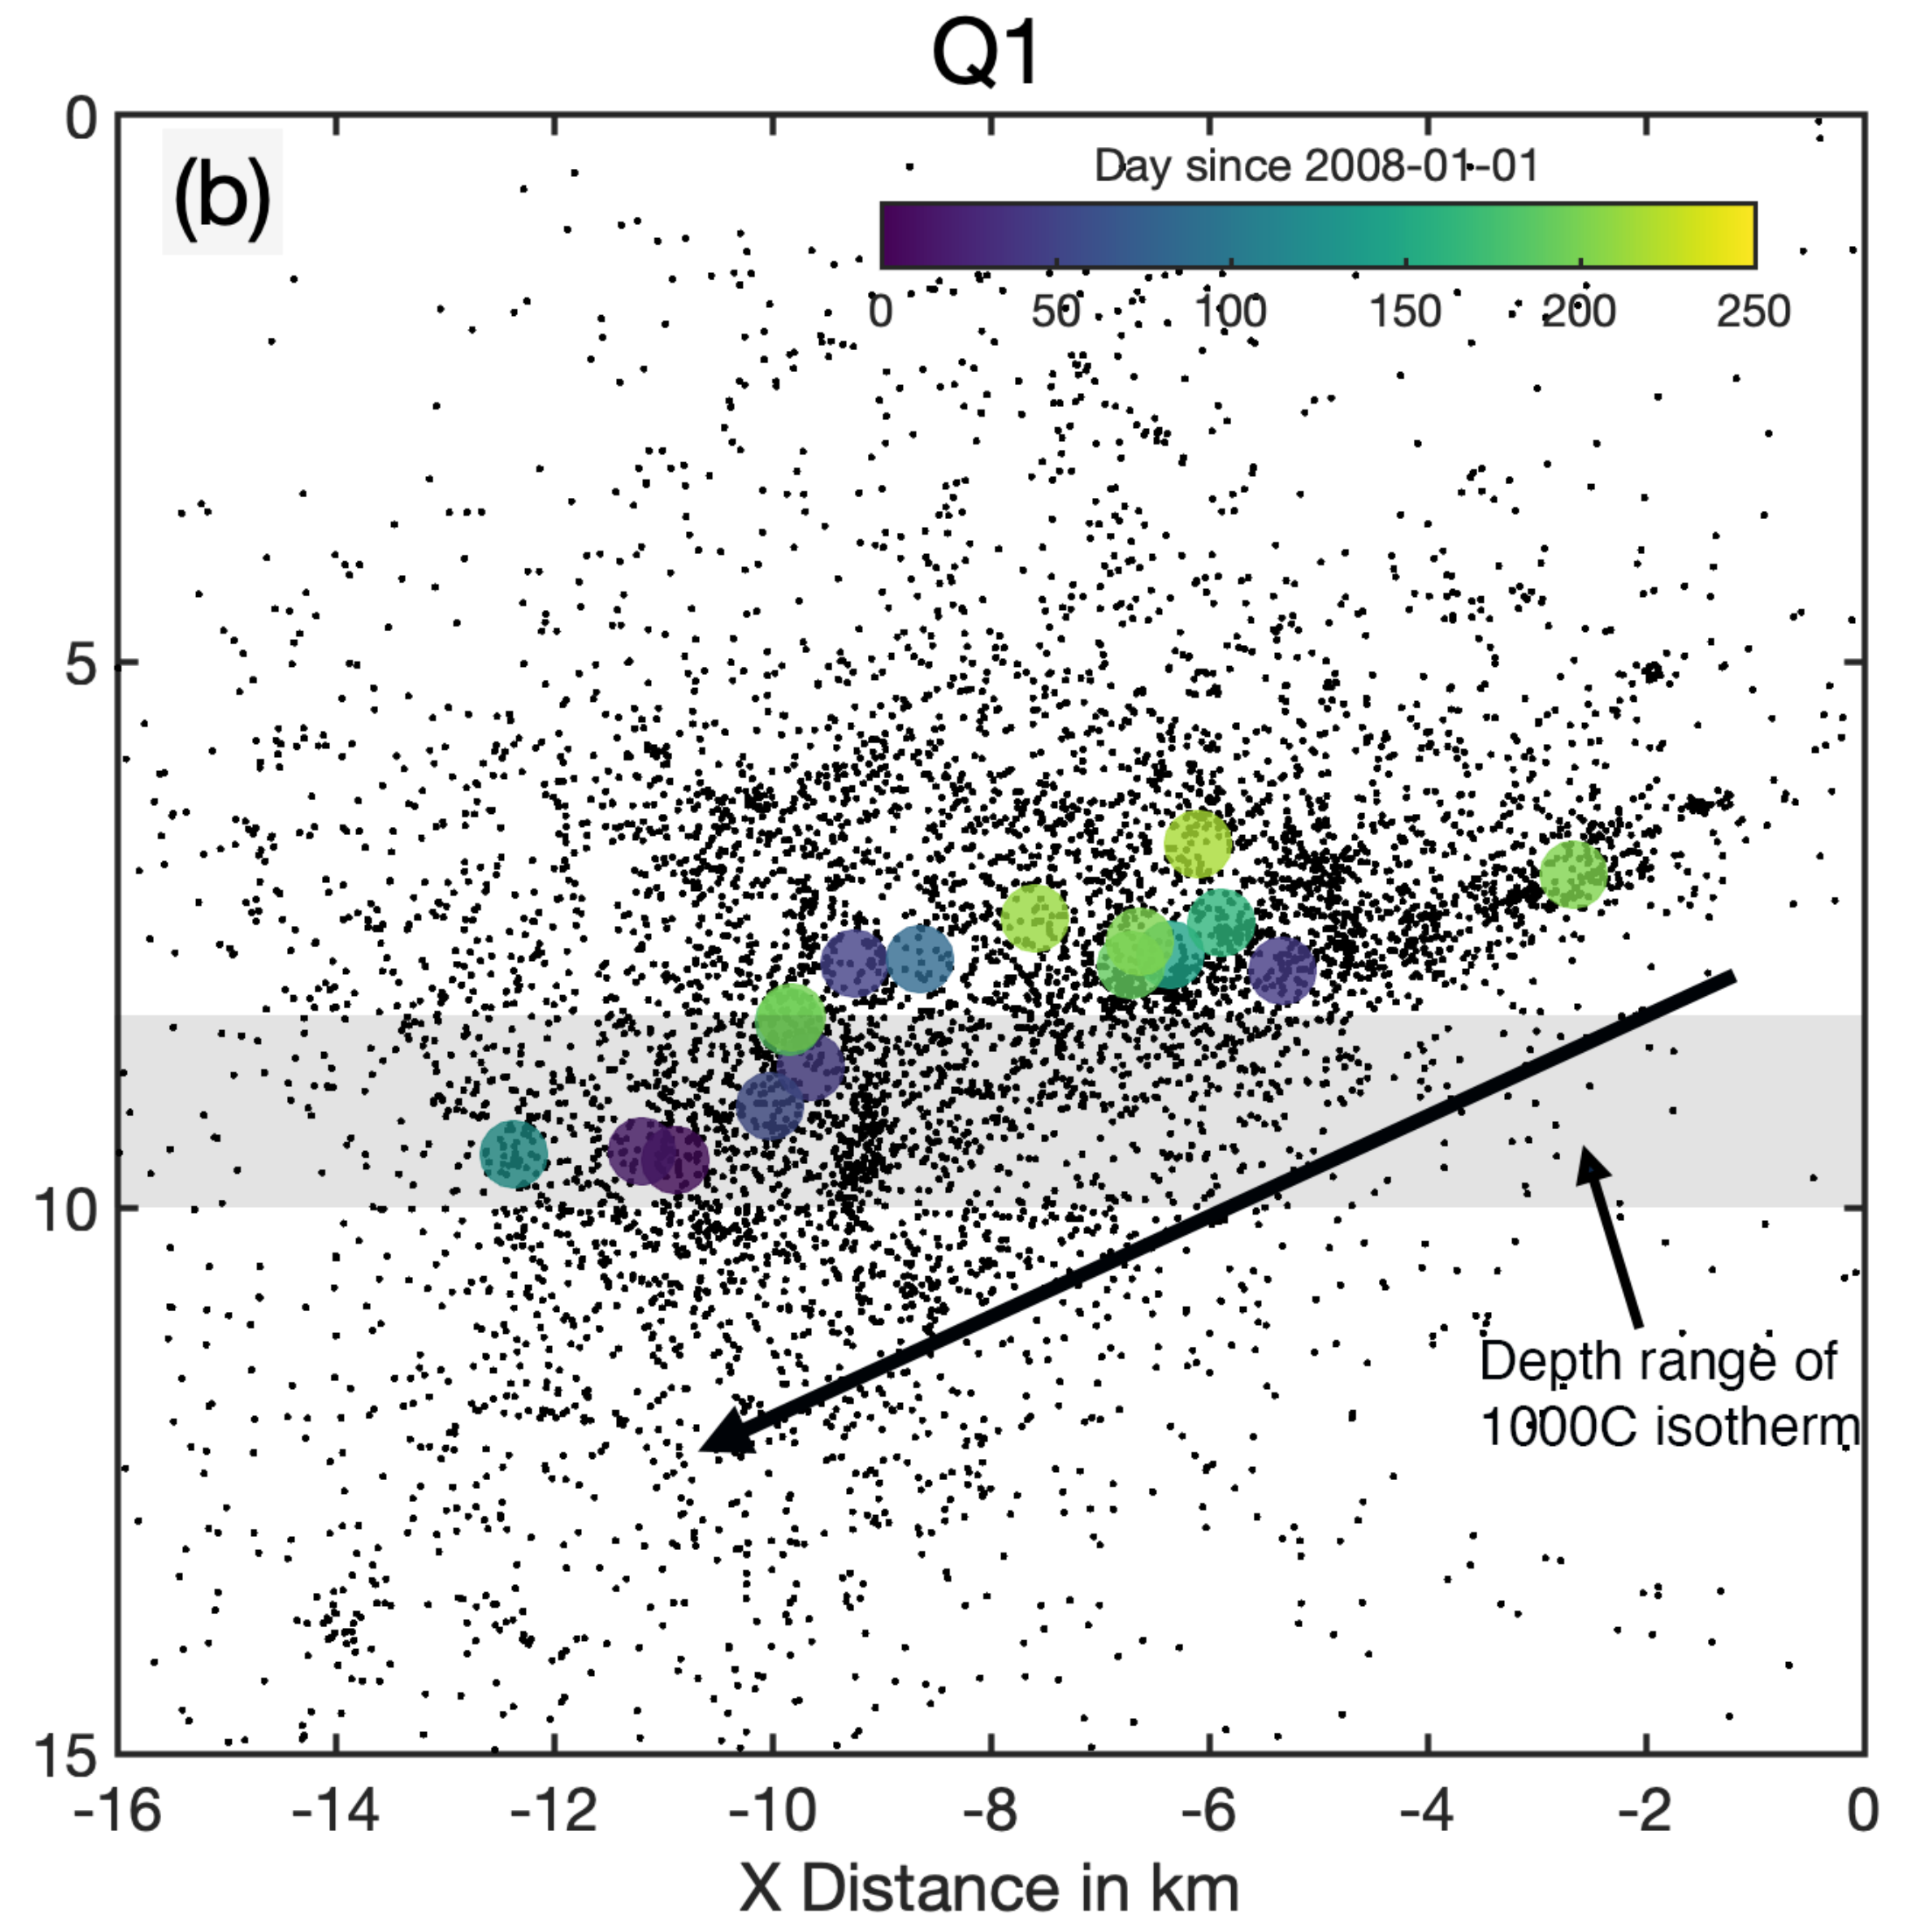 Q1
(b)
Day since 2008-01-01
0 50 100 150 200 250
0
5
10
15
Depth range of
1000C isotherm
-16 -14 -12 -10 -8 -6 -4 -2 0
X Distance in km